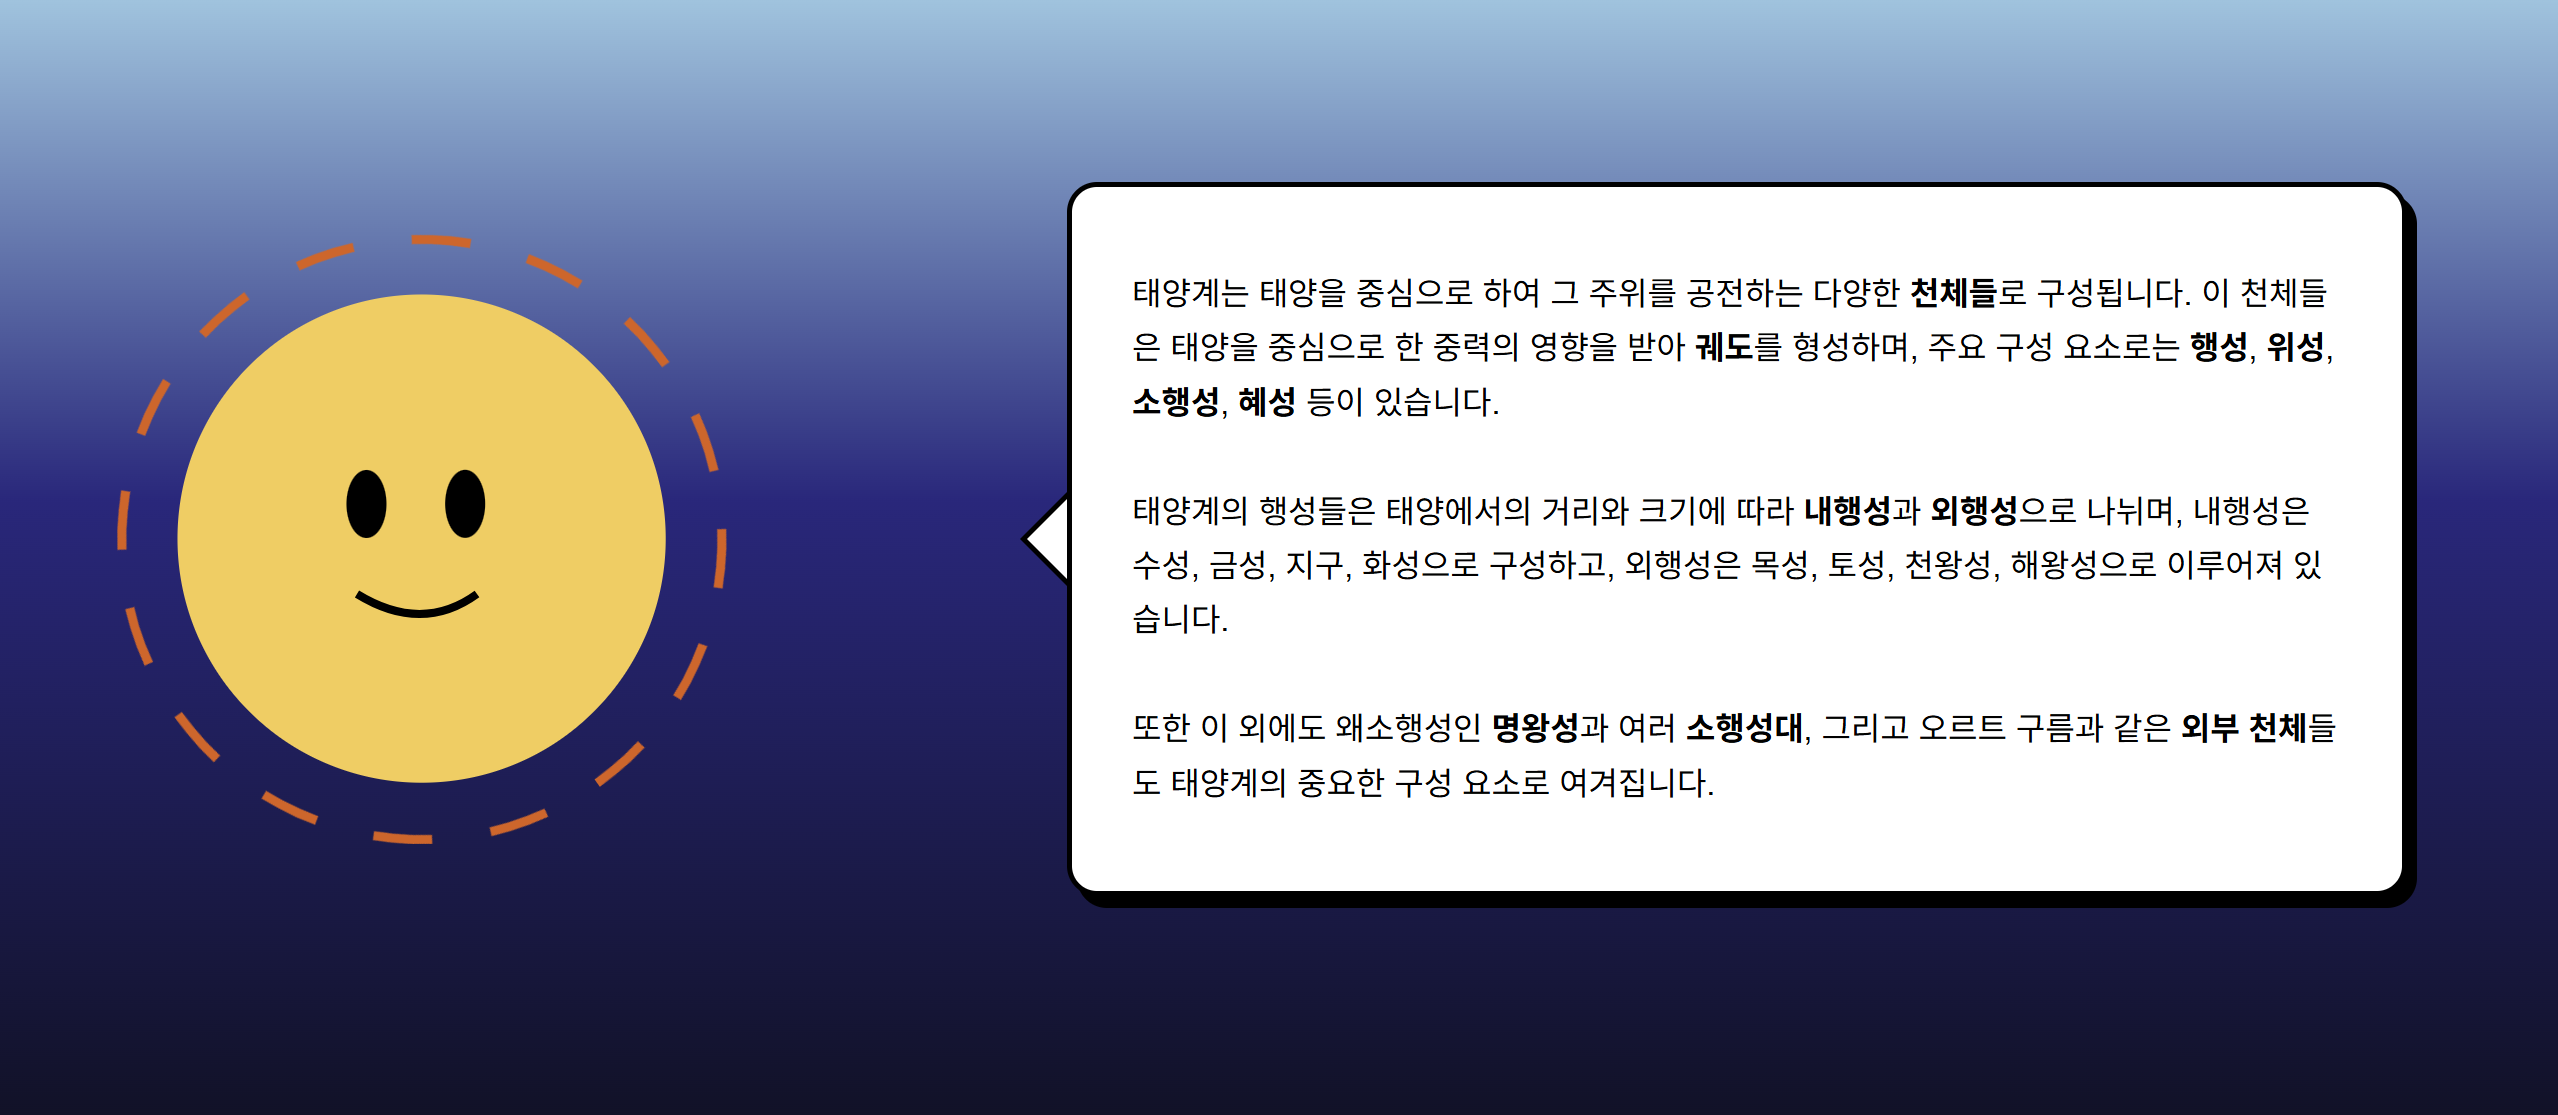 태양계는 태양을 중심으로 하여 그 주위를 공전하는 다양한 천체들로 구성됩니다. 이 천체들
은 태양을 중심으로 한 중력의 영향을 받아 궤도를 형성하며, 주요 구성 요소로는 행성, 위성,
소행성, 혜성 등이 있습니다.
태양계의 행성들은 태양에서의 거리와 크기에 따라 내행성과 외행성으로 나뉘며, 내행성은
수성, 금성, 지구, 화성으로 구성하고, 외행성은 목성, 토성, 천왕성, 해왕성으로 이루어져 있
습니다.
또한 이 외에도 왜소행성인 명왕성과 여러 소행성대, 그리고 오르트 구름과 같은 외부 천체들
도 태양계의 중요한 구성 요소로 여겨집니다.